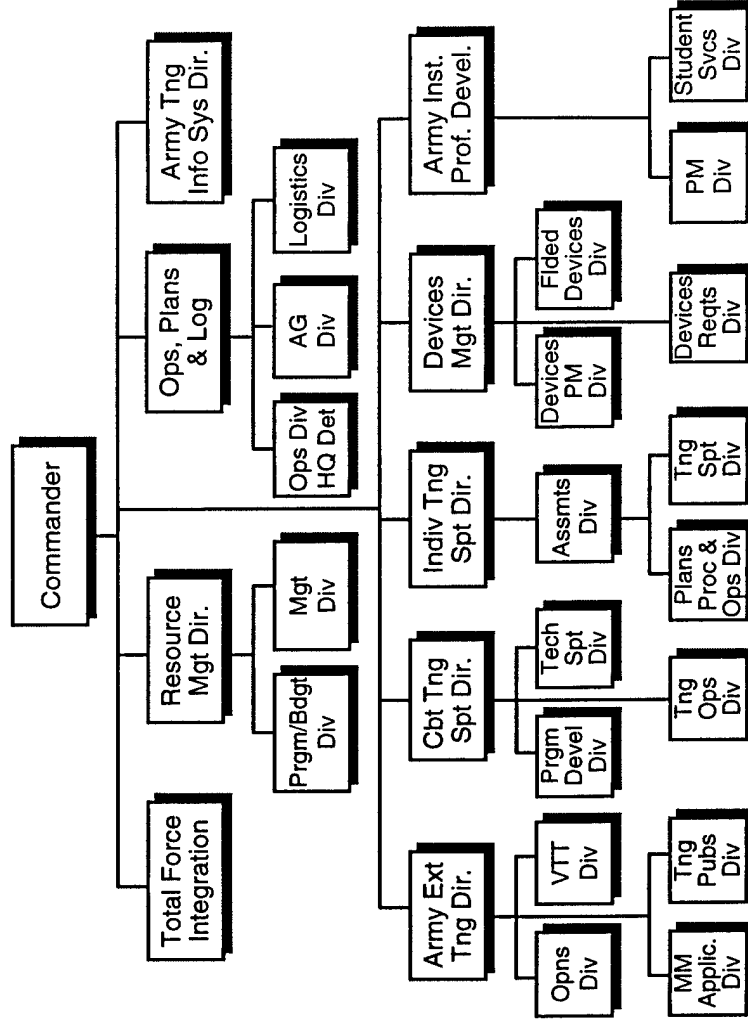 Commander
Total Force
Integration
Resource
Mgt Dir.
Ops, Plans
& Log
Army Tng
Info Sys Dir.
Prgm/Bdgt
Div
Mgt
Div
Ops Div
HQ Det
AG
Div
Logistics
Div
Army Ext
Tng Dir.
Cbt Tng
Spt Dir.
Indiv Tng
Spt Dir.
Devices
Mgt Dir.
Army Inst.
Prof. Devel.
Opns
Div
VTT
Div
Prgm
Devel
Div
Tech
Spt
Div
Assmts
Div
Devices
PM
Div
Flded
Devices
Div
MM
Applic.
Div
Tng
Pubs
Div
Tng
Ops
Div
Plans
Proc &
Ops Div
Tng
Spt
Div
Devices
Reqts
Div
PM
Div
Student
Svcs
Div